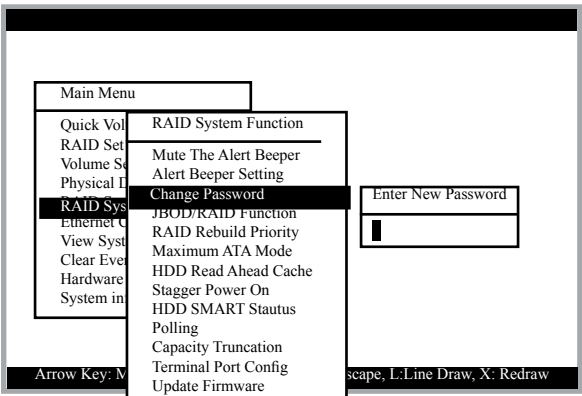 Main Menu
Quick Vol
RAID Set
Volume Se
Physical D
RAID Sys
Ethernet C
View Syst
Clear Even
Hardware
System in
RAID System Function
Mute The Alert Beeper
Alert Beeper Setting
Change Password
JBOD/RAID Function
RAID Rebuild Priority
Maximum ATA Mode
HDD Read Ahead Cache
Stagger Power On
HDD SMART Stautus
Polling
Capacity Truncation
Terminal Port Config
Update Firmware
Enter New Password
Arrow Key: M
scape, L:Line Draw, X: Redraw